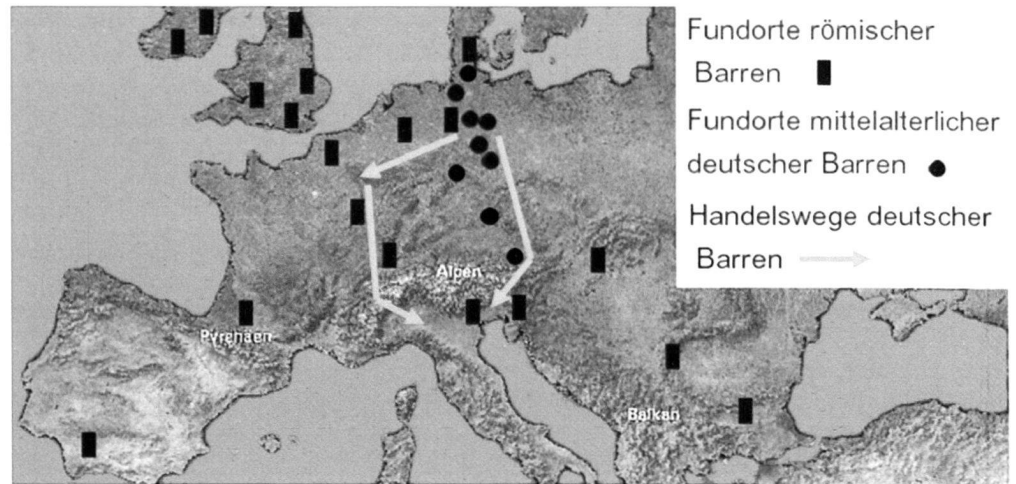 Fundorte römischer
Barren
Fundorte mittelalterlicher
deutscher Barren
Handelswege deutscher
Barren
Alpen
Pyrenäen
Balkan